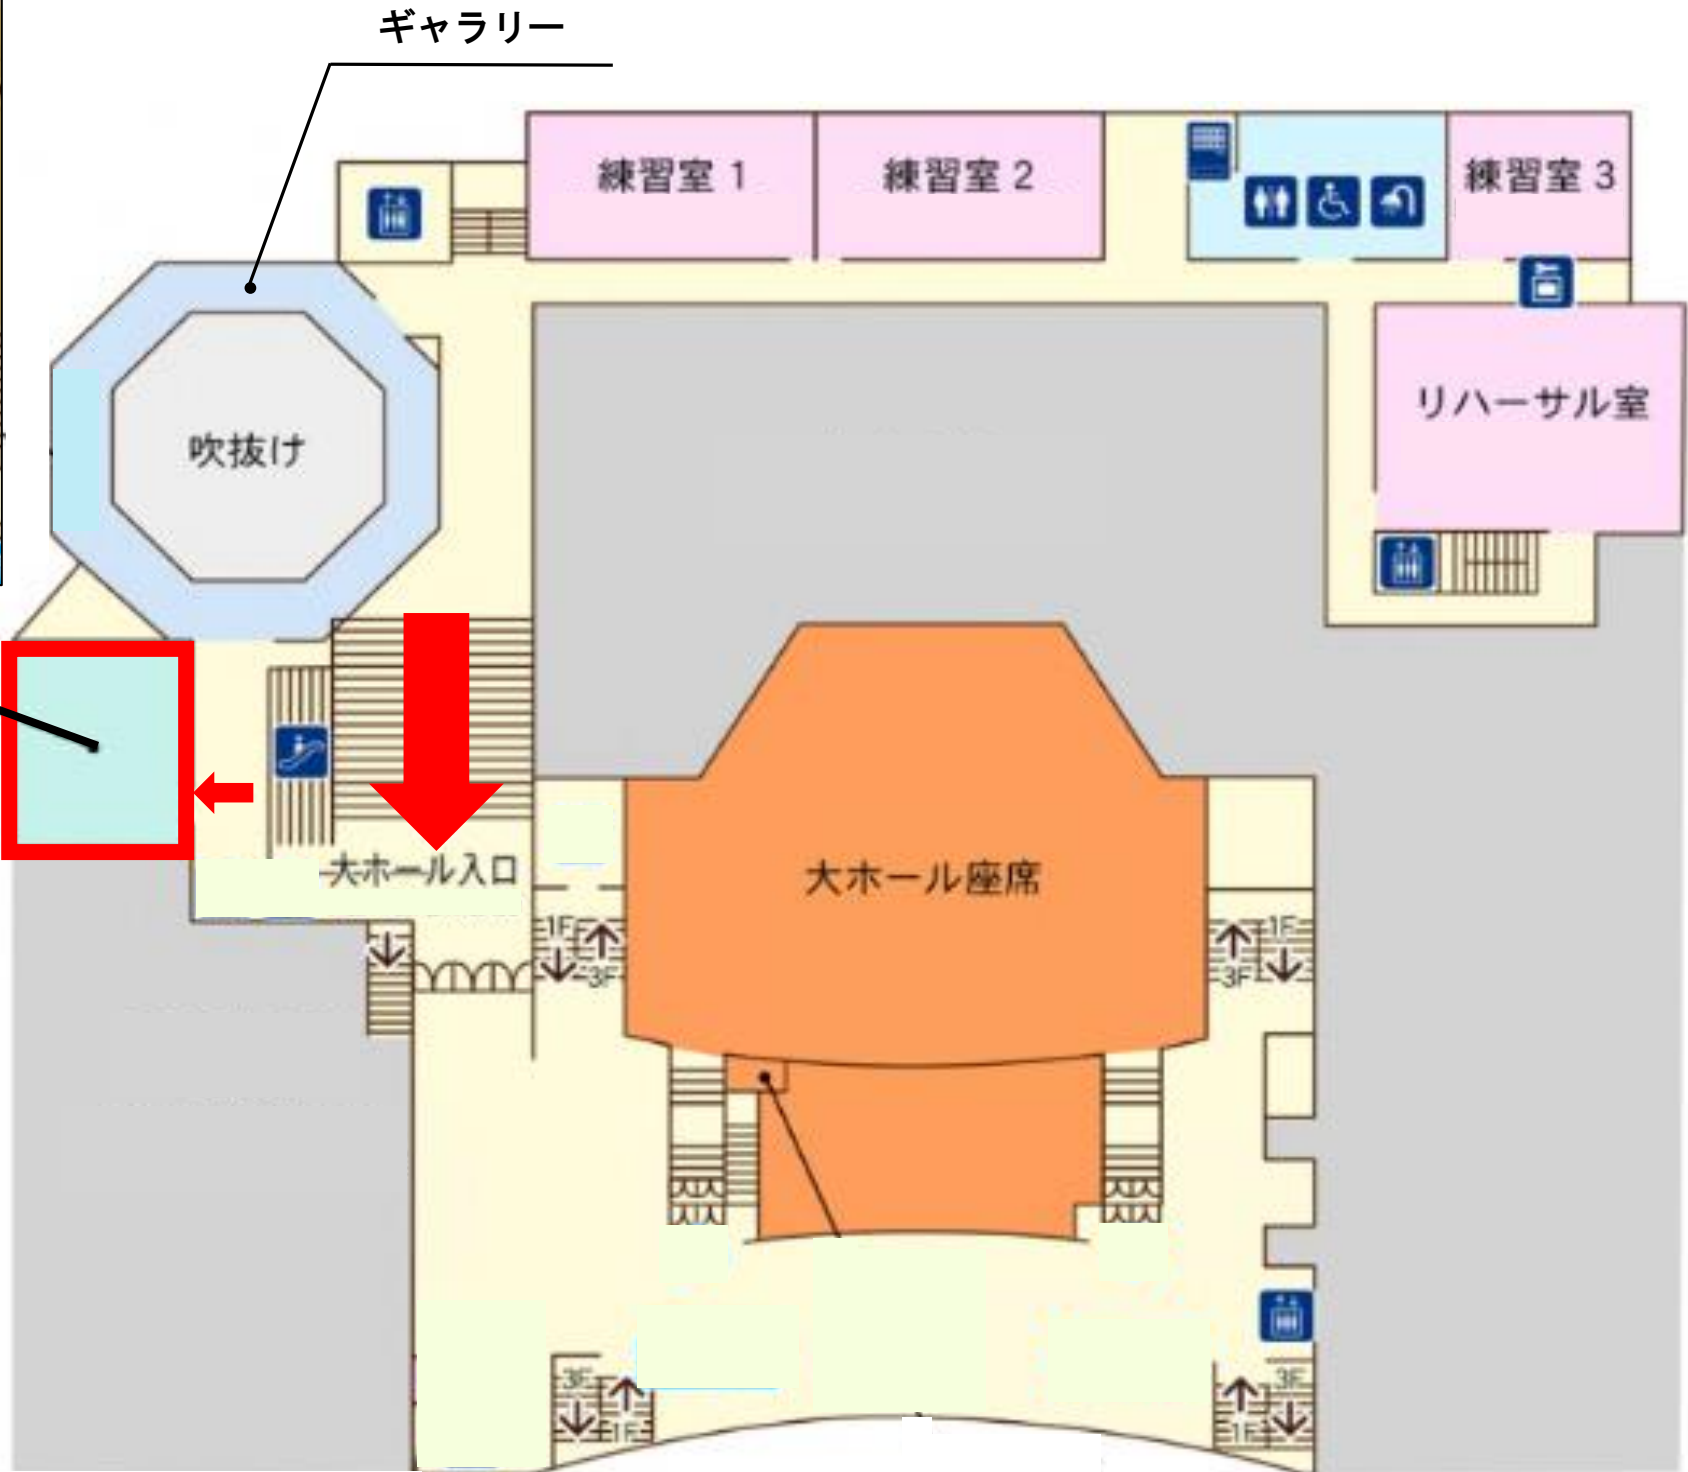 ギャラリー
練習室 1
練習室 2
練習室 3
リハーサル室
吹抜け
大ホール入口
大ホール座席
1F
3F
1F
3F
3F
1F
3F
1F